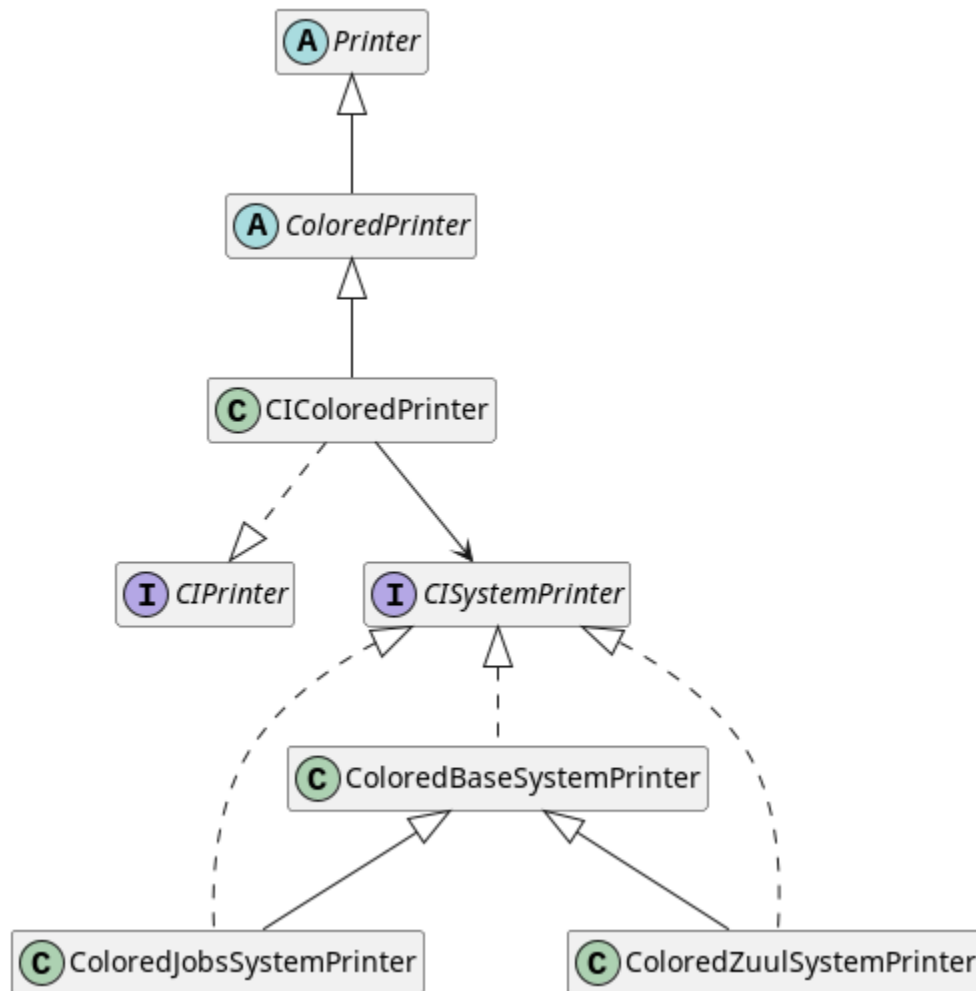 A Printer
A ColoredPrinter
C CIColoredPrinter
I CIPrinter
I CISystemPrinter
C ColoredBaseSystemPrinter
C ColoredJobsSystemPrinter
C ColoredZuulSystemPrinter